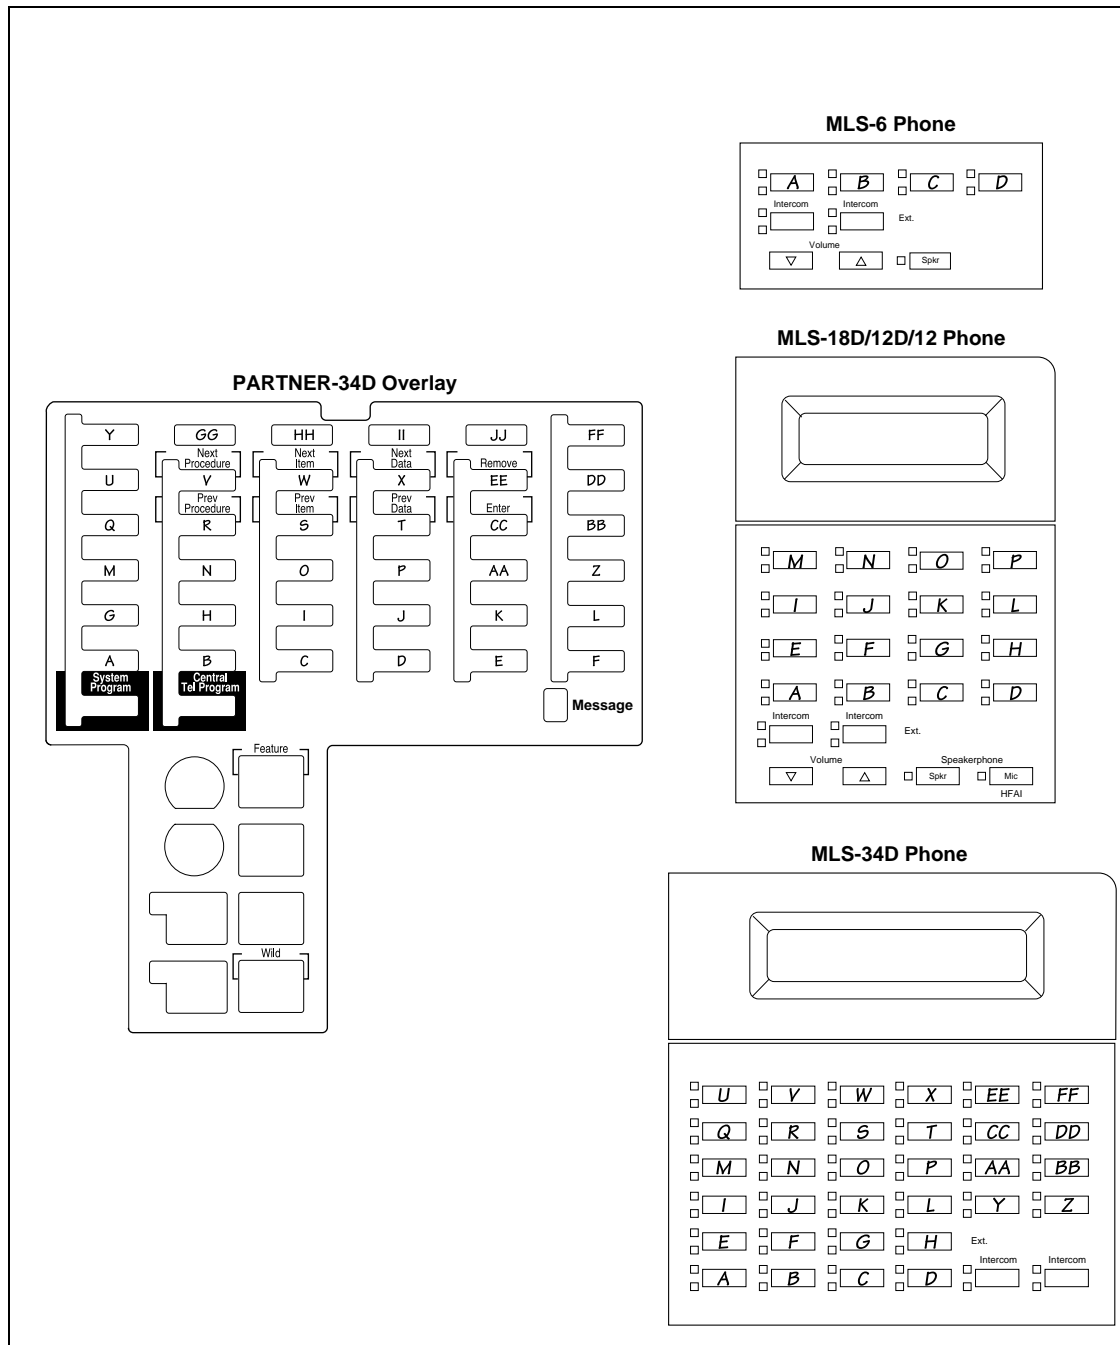 MLS-6 Phone
A B C D
Intercom Intercom Ext.
Volume
Spkr
MLS-18D/12D/12 Phone
M N O P
I J K L
E F G H
A B C D
Intercom Intercom Ext.
Volume Speakerphone
Spkr Mic
HFAI
PARTNER-34D Overlay
Y GG HH II JJ FF
Next Procedure Next Item Next Data Remove
U V W X EE DD
Prev Procedure Prev Item Prev Data Enter
Q R S T CC BB
M N O P AA Z
G H I J K L
A B C D E F
System Program Central Tel Program
Message
Feature
Wild
MLS-34D Phone
U V W X EE FF
Q R S T CC DD
M N O P AA BB
I J K L Y Z
E F G H Ext.
Intercom Intercom
A B C D